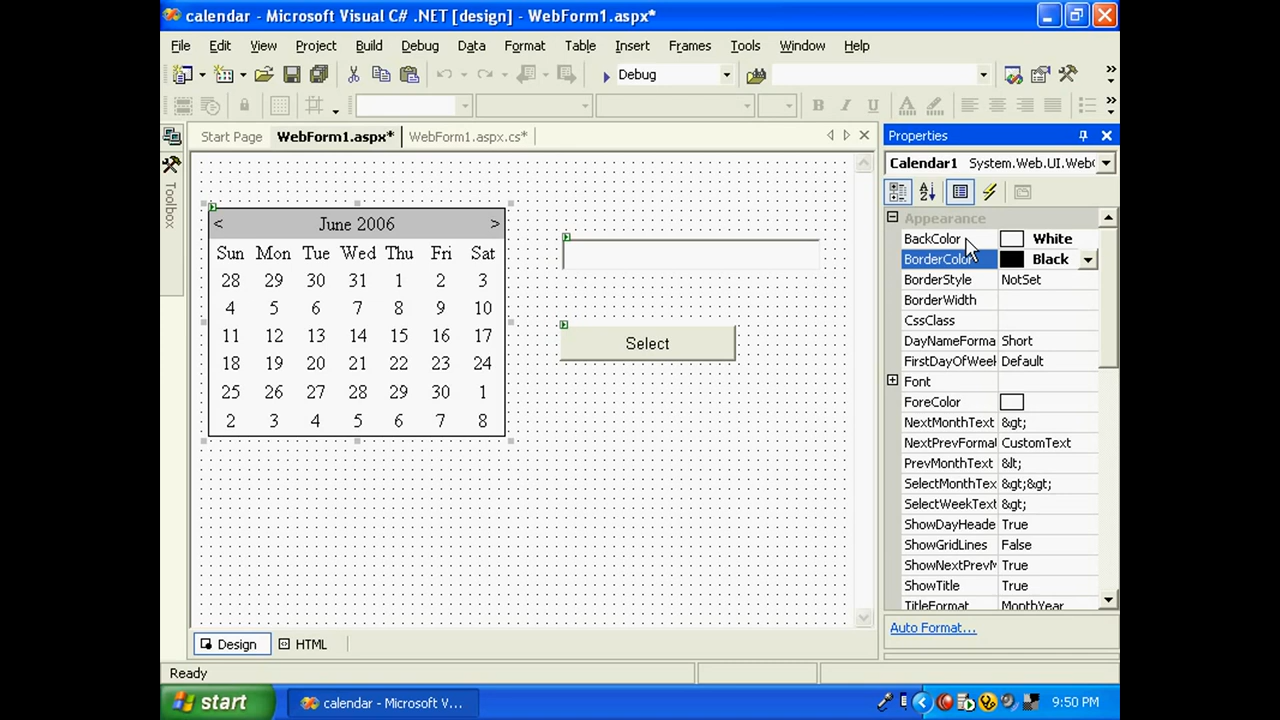 calendar - Microsoft Visual C# .NET [design] - WebForm1.aspx*
File Edit View Project Build Debug Data Format Table Insert Frames Tools Window Help
Debug
B I U A
Start Page WebForm1.aspx* WebForm1.aspx.cs*
Toolbox
< June 2006 >
Sun Mon Tue Wed Thu Fri Sat
28 29 30 31 1 2 3
4 5 6 7 8 9 10
11 12 13 14 15 16 17
18 19 20 21 22 23 24
25 26 27 28 29 30 1
2 3 4 5 6 7 8
Select
Properties
Calendar1 System.Web.UI.Web
Appearance
BackColor White
BorderColor Black
BorderStyle NotSet
BorderWidth
CssClass
DayNameForma Short
FirstDayOfWeek Default
Font
ForeColor
NextMonthText &gt;
NextPrevFormat CustomText
PrevMonthText &lt;
SelectMonthTex &gt;&gt;
SelectWeekText &gt;
ShowDayHeade True
ShowGridLines False
ShowNextPrevM True
ShowTitle True
TitleFormat MonthYear
Auto Format...
Design HTML
Ready
start calendar - Microsoft V... 9:50 PM